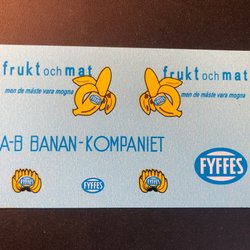 frukt och mat
men de måste vara mogna
frukt och mat
men de måste vara mogna
A-B BANAN-KOMPANIET
FYFFES
FYFFES